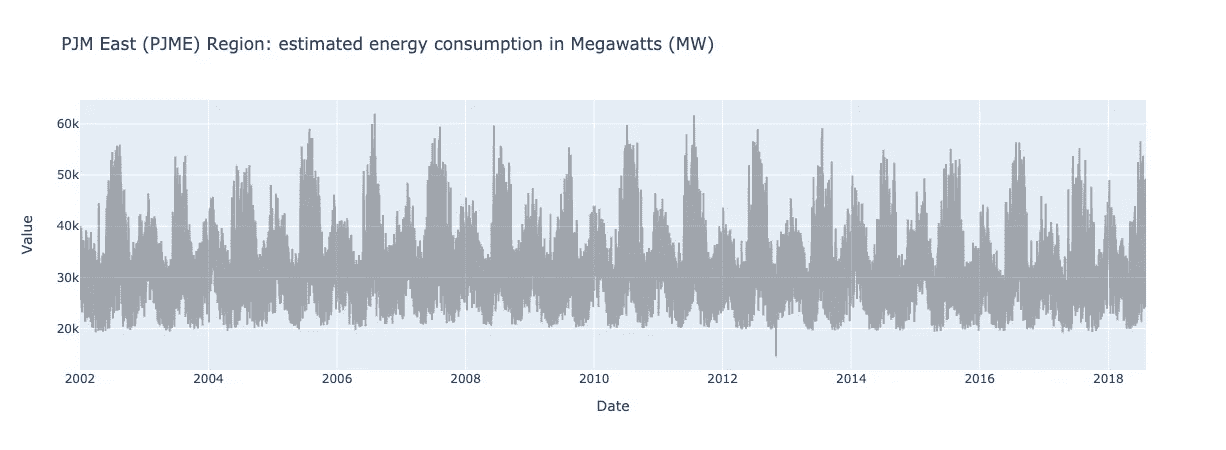 PJM East (PJME) Region: estimated energy consumption in Megawatts (MW)
60k
50k
40k
30k
20k
Value
2002 2004 2006 2008 2010 2012 2014 2016 2018
Date